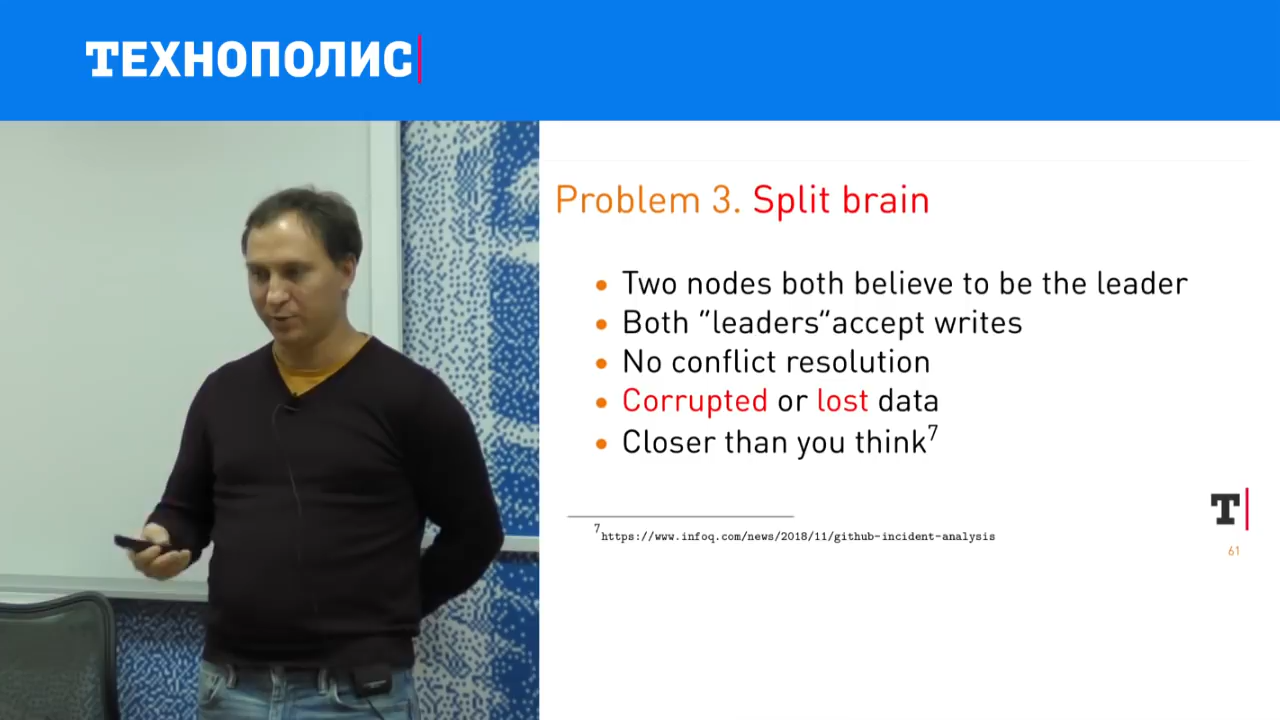 ТЕХНОПОЛИС
Problem 3. Split brain
• Two nodes both believe to be the leader
• Both ”leaders“accept writes
• No conflict resolution
• Corrupted or lost data
• Closer than you think7
7https://www.infoq.com/news/2018/11/github-incident-analysis
T
61